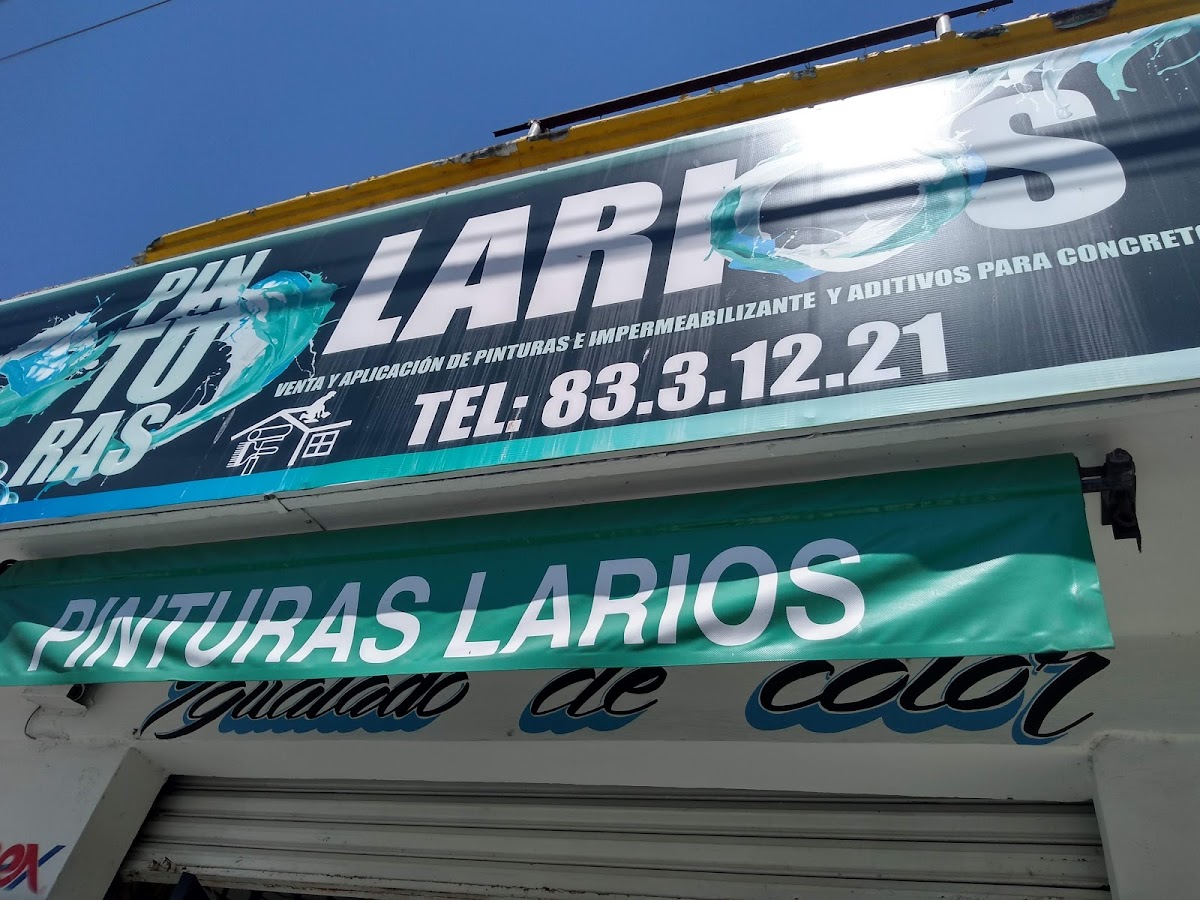 PIN
TU
RAS
LARIOS
VENTA Y APLICACIÓN DE PINTURAS E IMPERMEABILIZANTE Y ADITIVOS PARA CONCRETO
TEL: 83.3.12.21
PINTURAS LARIOS
Igualado de color